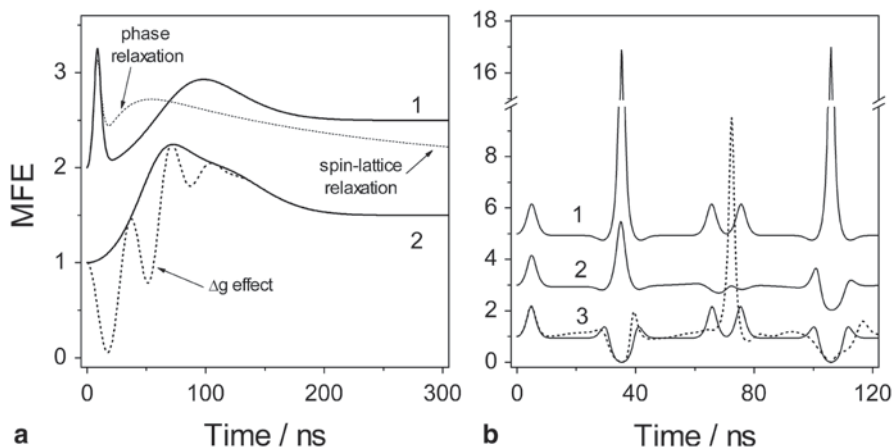 MFE
3
2
1
0
phase
relaxation
1
spin-lattice
relaxation
2
Δg effect
0
100
200
300
a
Time / ns
18
16
8
6
4
2
0
1
2
3
0
40
80
120
b
Time / ns